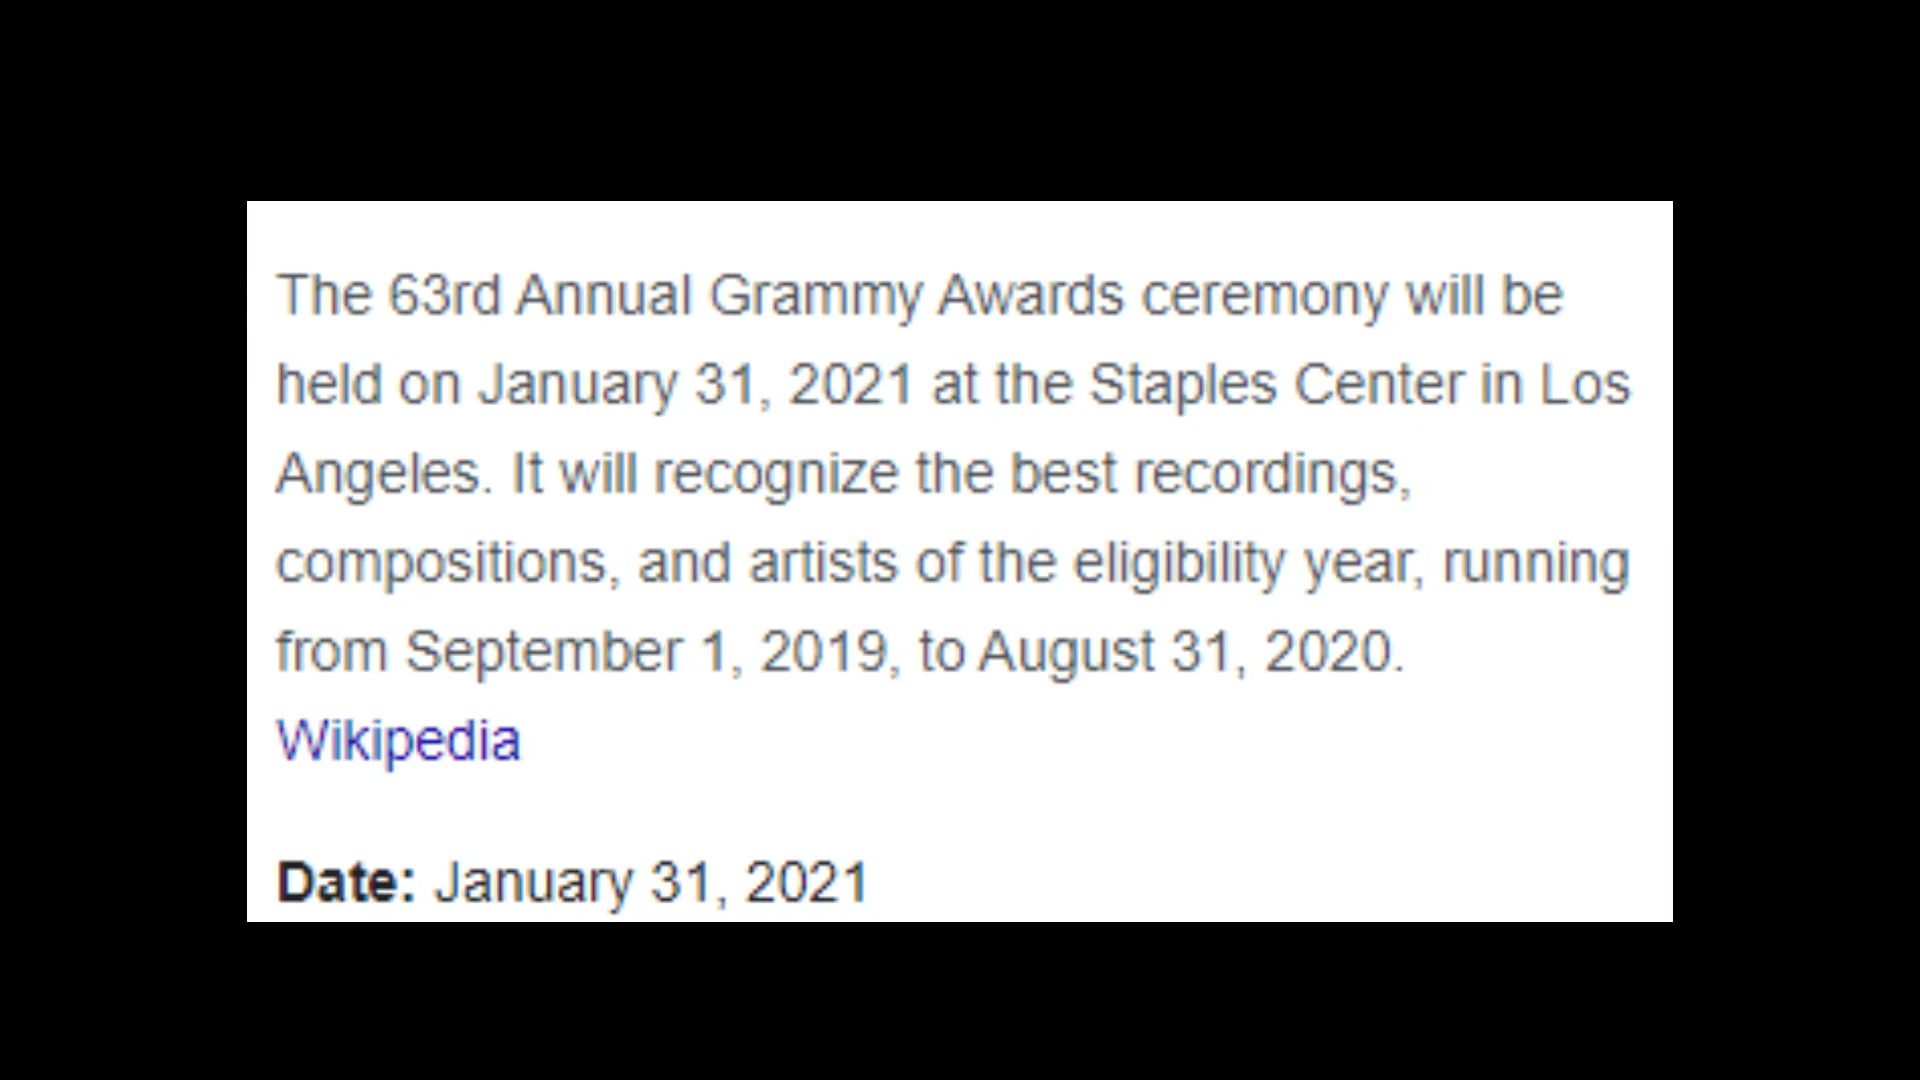 The 63rd Annual Grammy Awards ceremony will be
held on January 31, 2021 at the Staples Center in Los
Angeles. It will recognize the best recordings,
compositions, and artists of the eligibility year, running
from September 1, 2019, to August 31, 2020.
Wikipedia
Date: January 31, 2021